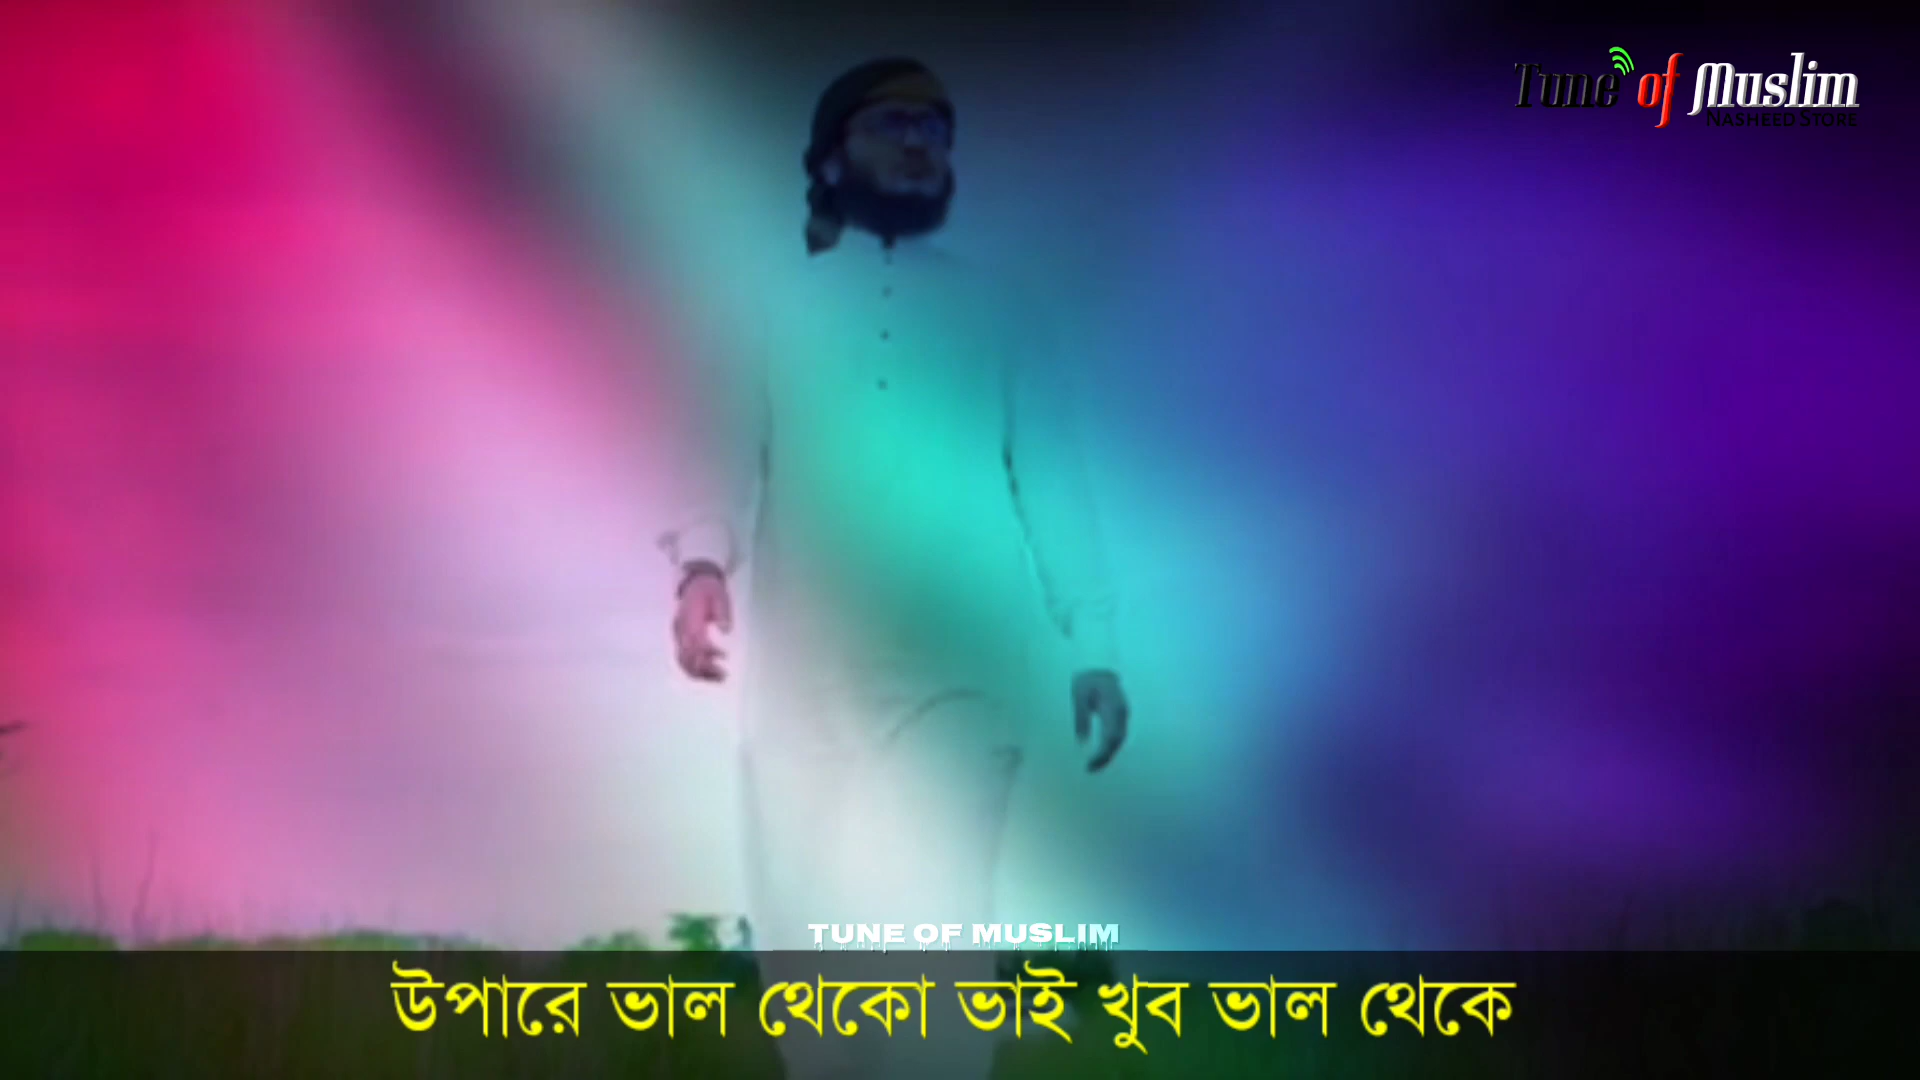 Tune of Muslim
NASHEED STORE
TUNE OF MUSLIM
উপারে ভাল থেকো ভাই খুব ভাল থেকে